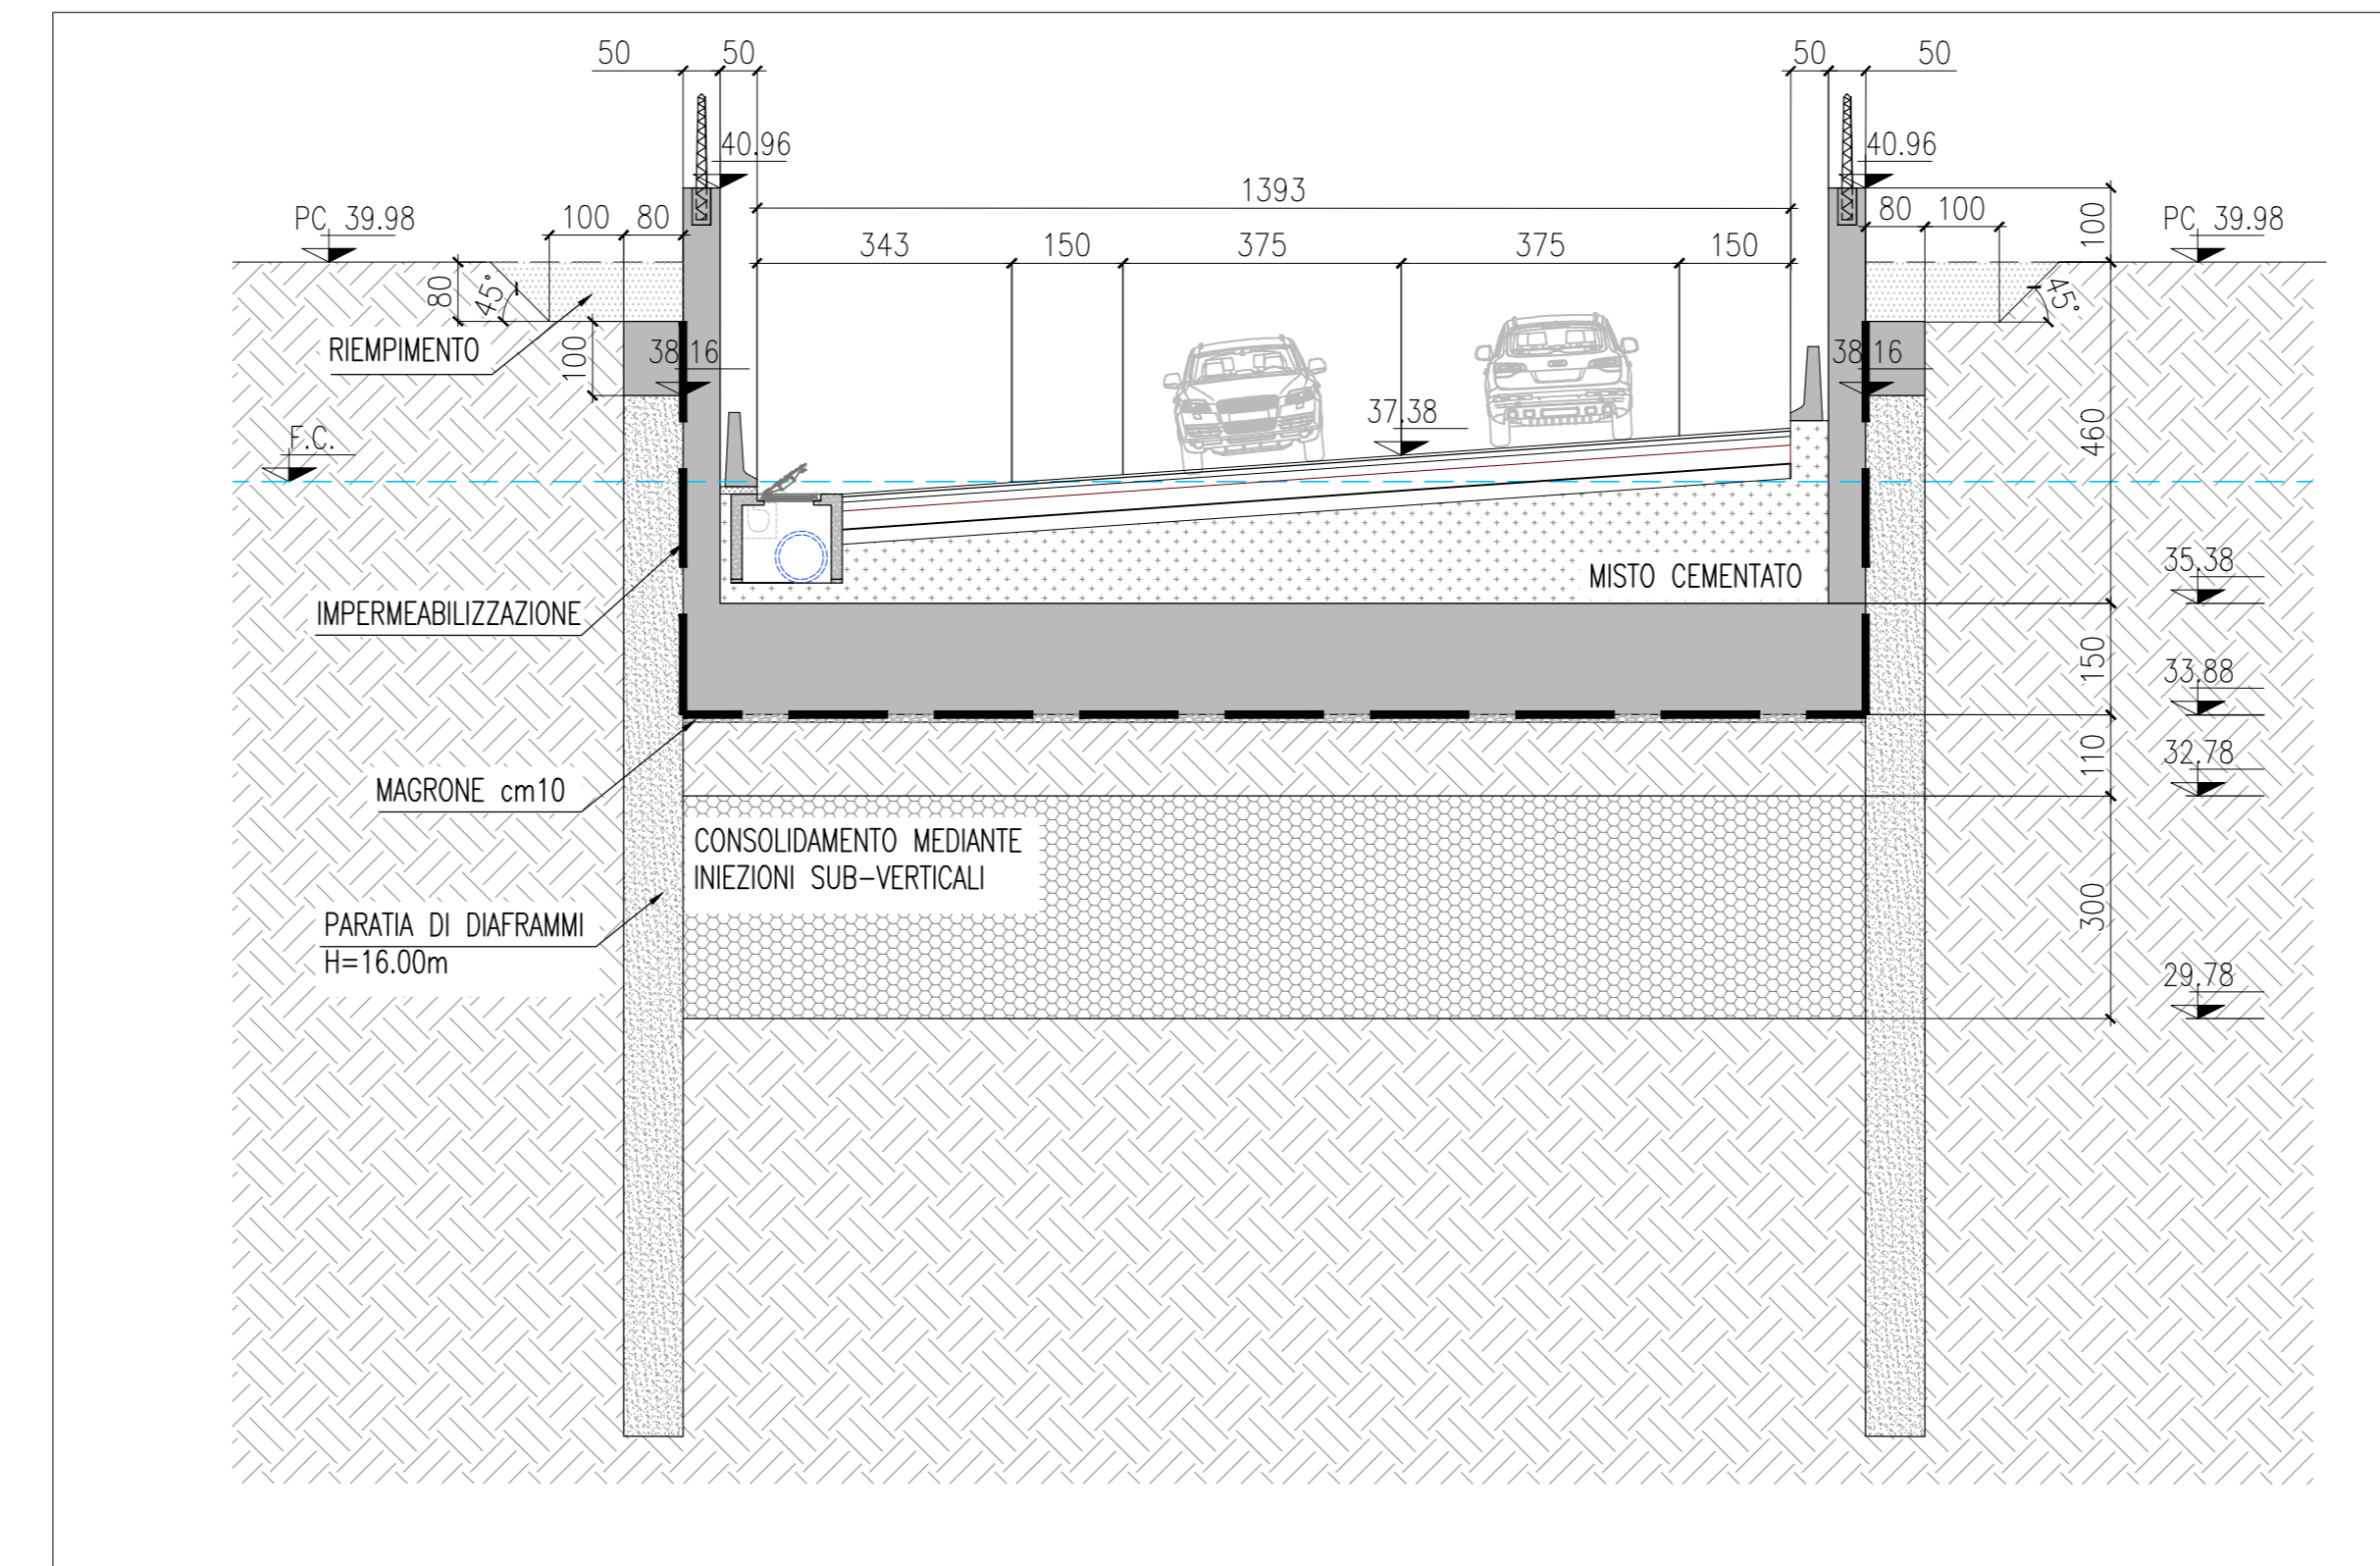 50 50 50 50
40.96 40.96
1393
PC 39.98 100 80 80 100 100 PC 39.98
343 150 375 375 150
80 45° 45°
RIEMPIMENTO 100 38.16 38.16
37.38
F.C. 460
35.38
MISTO CEMENTATO
IMPERMEABILIZZAZIONE
150 33.88
110 32.78
MAGRONE cm10
CONSOLIDAMENTO MEDIANTE
INIEZIONI SUB-VERTICALI
300
PARATIA DI DIAFRAMMI
H=16.00m
29.78